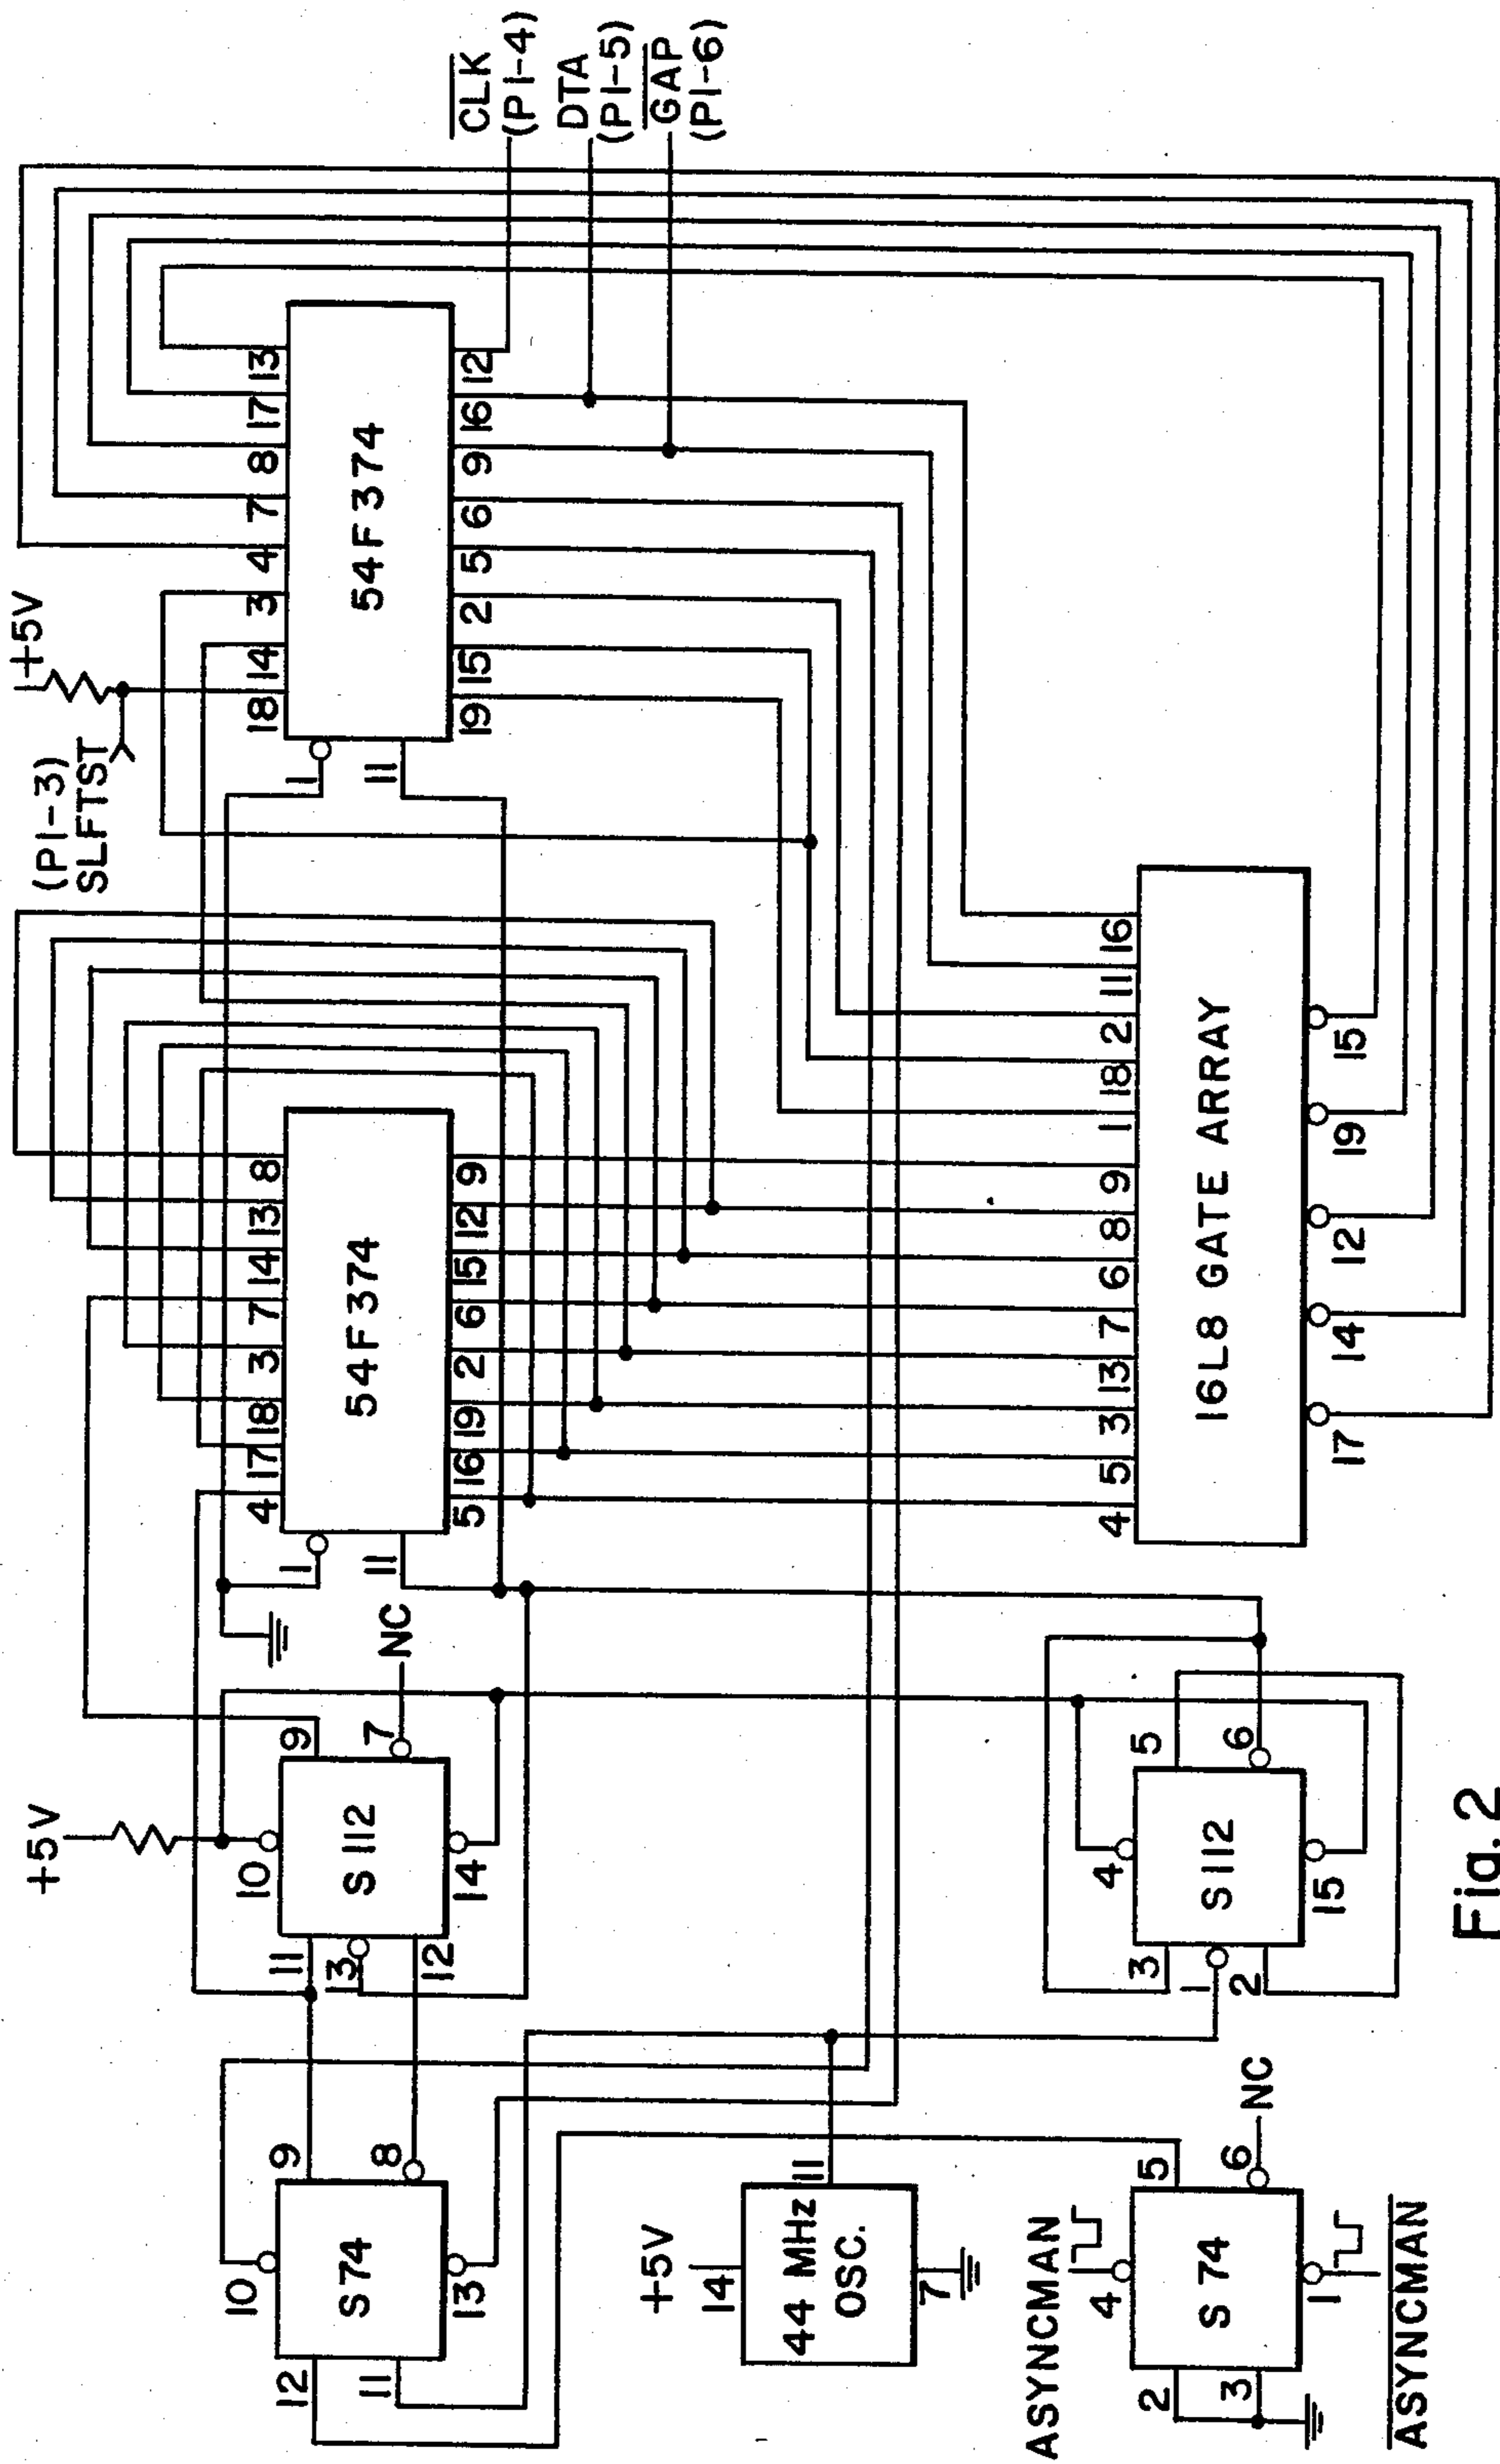 +5V
(P1-3)
SLFTST
CLK
(P1-4)
DTA
(P1-5)
GAP
(P1-6)
18 14 3 4 7 8 17 13
1
11
54F374
19 15 2 5 6 9 16 12
4 17 18 3 7 14 13 8
1
11
54F374
5 16 19 2 6 15 12 9
+5V
10
9
7
NC
11
13
12
S112
14
10
9
8
12
11
S74
13
+5V
14
11
44 MHz
OSC.
7
4
3
1
2
5
6
S112
15
ASYNCMAN
4
5
6
NC
2
3
S74
1
ASYNCMAN
4 5 3 13 7 6 8 9 1 18 2 11 16
16L8 GATE ARRAY
17 14 12 19 15
Fig. 2